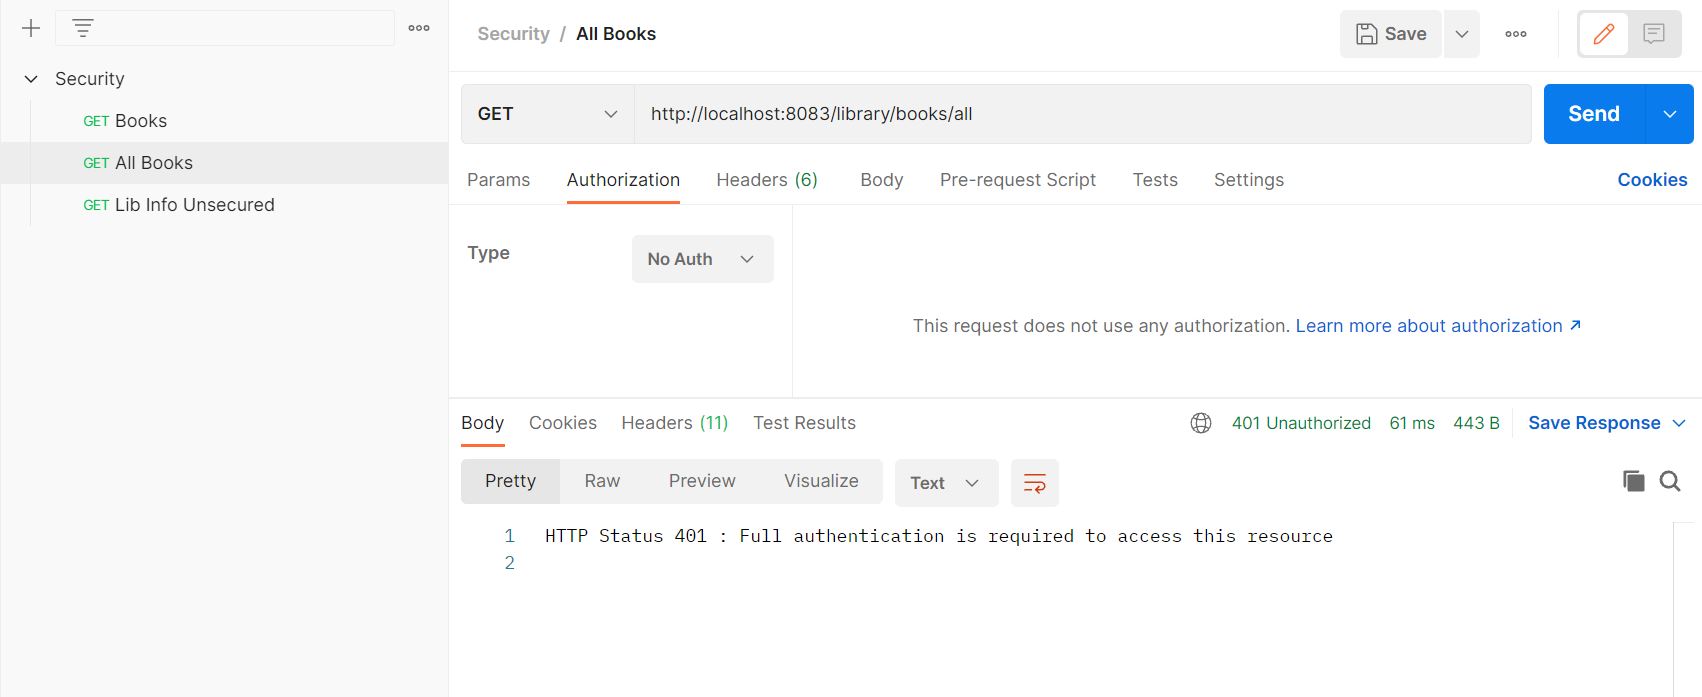 Security
GET Books
GET All Books
GET Lib Info Unsecured
Security / All Books
Save
GET http://localhost:8083/library/books/all Send
Params Authorization Headers (6) Body Pre-request Script Tests Settings Cookies
Type No Auth
This request does not use any authorization. Learn more about authorization ↗
Body Cookies Headers (11) Test Results 401 Unauthorized 61 ms 443 B Save Response
Pretty Raw Preview Visualize Text
1 HTTP Status 401 : Full authentication is required to access this resource
2